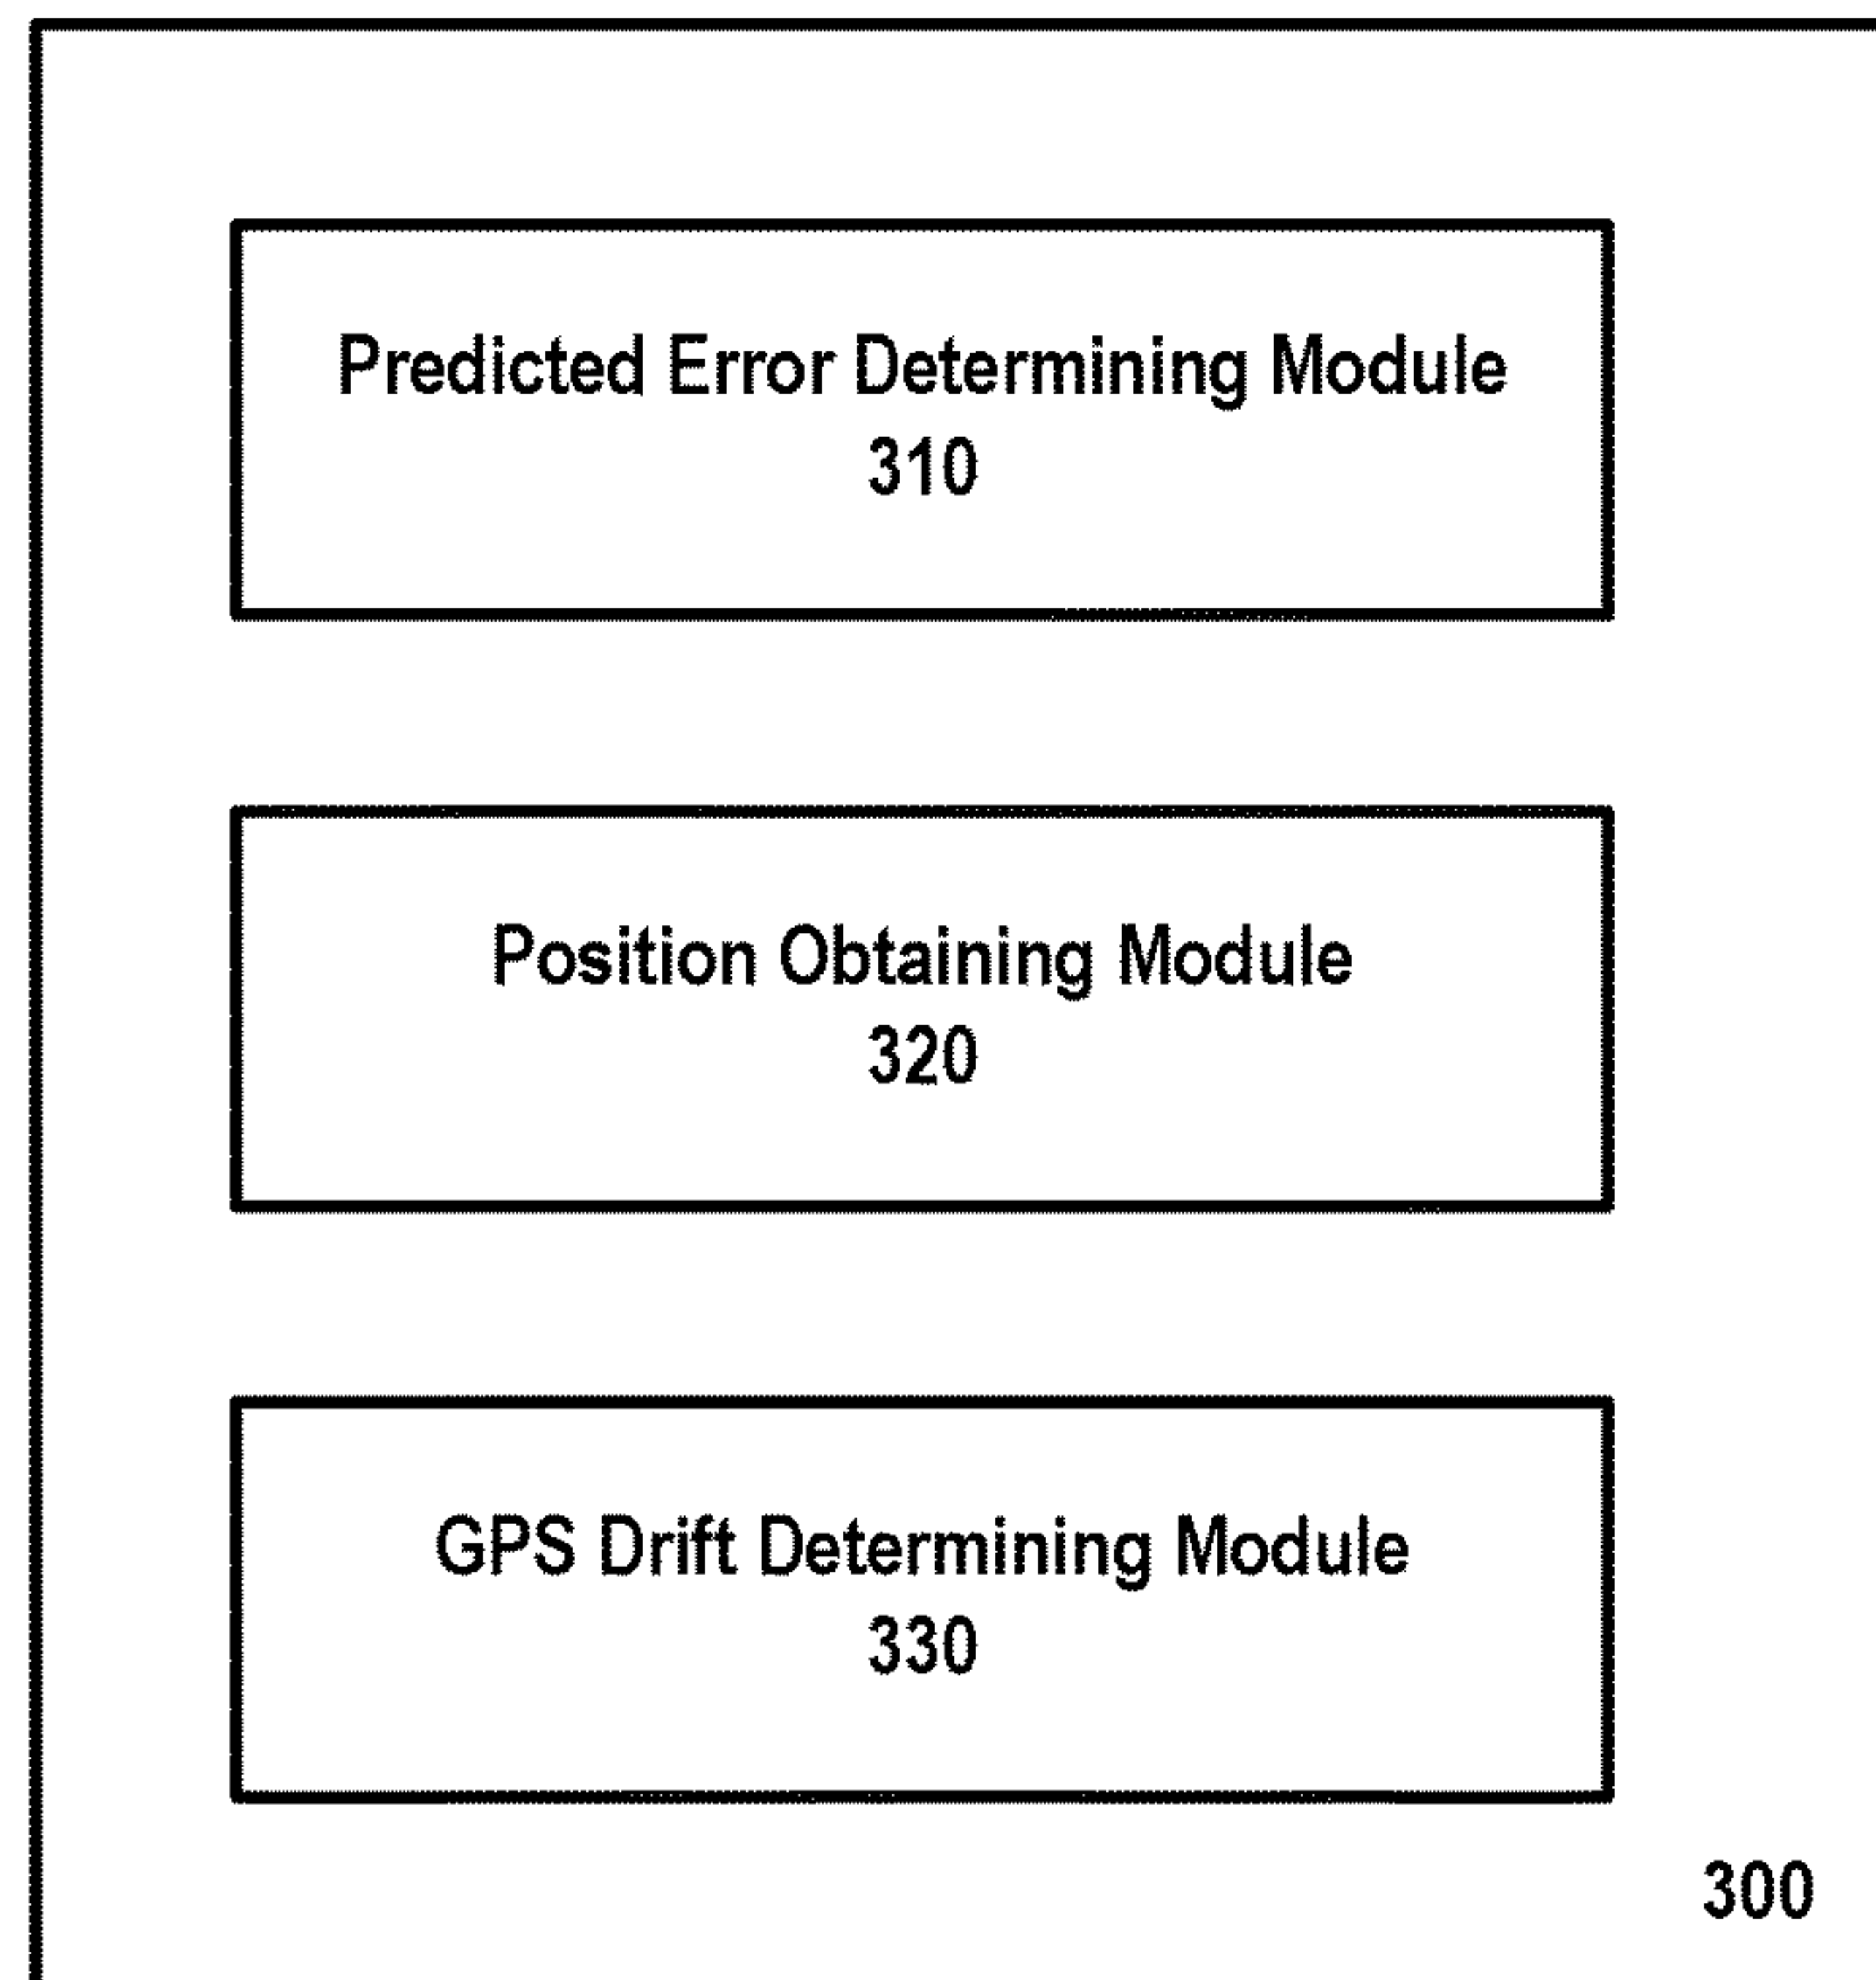 Predicted Error Determining Module
310
Position Obtaining Module
320
GPS Drift Determining Module
330
300